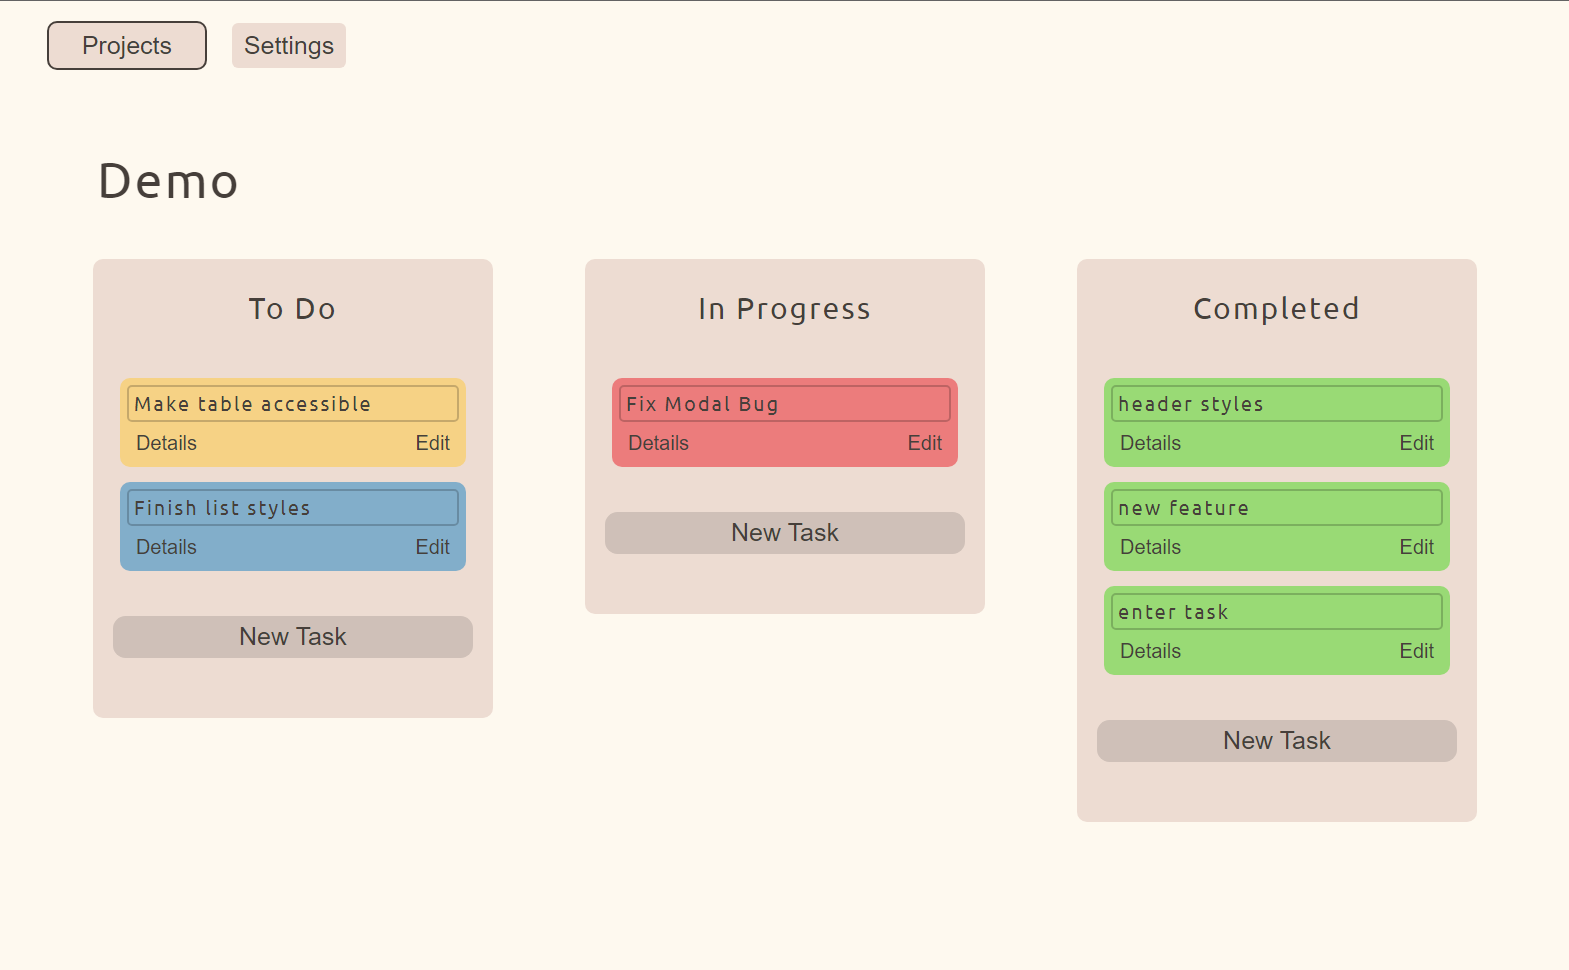 Projects
Settings
Demo
To Do
Make table accessible
Details
Edit
Finish list styles
Details
Edit
New Task
In Progress
Fix Modal Bug
Details
Edit
New Task
Completed
header styles
Details
Edit
new feature
Details
Edit
enter task
Details
Edit
New Task